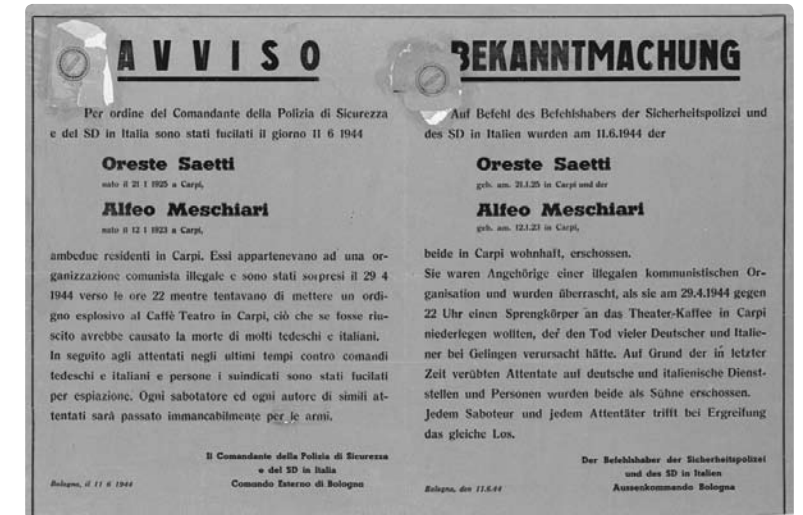 AVVISO
Per ordine del Comandante della Polizia di Sicurezza
e del SD in Italia sono stati fucilati il giorno 11 6 1944
Oreste Saetti
nato il 21 1 1925 a Carpi,
Alfeo Meschiari
nato il 12 1 1923 a Carpi,
ambedue residenti in Carpi. Essi appartenevano ad una or-
ganizzazione comunista illegale e sono stati sorpresi il 29 4
1944 verso le ore 22 mentre tentavano di mettere un ordi-
gno esplosivo al Caffè Teatro in Carpi, ciò che se fosse riu-
scito avrebbe causato la morte di molti tedeschi e italiani.
In seguito agli attentati negli ultimi tempi contro comandi
tedeschi e italiani e persone i suindicati sono stati fucilati
per espiazione. Ogni sabotatore ed ogni autore di simili at-
tentati sarà passato immancabilmente per le armi.
Il Comandante della Polizia di Sicurezza
e del SD in Italia
Comando Esterno di Bologna
Bologna, il 11 6 1944
BEKANNTMACHUNG
Auf Befehl des Befehlshabers der Sicherheitspolizei und
des SD in Italien wurden am 11.6.1944 der
Oreste Saetti
geb. am. 21.1.25 in Carpi und der
Alfeo Meschiari
geb. am. 12.1.23 in Carpi,
beide in Carpi wohnhaft, erschossen.
Sie waren Angehörige einer illegalen kommunistischen Or-
ganisation und wurden überrascht, als sie am 29.4.1944 gegen
22 Uhr einen Sprengkörper an das Theater-Kaffee in Carpi
niederlegen wollten, der den Tod vieler Deutscher und Italie-
ner bei Gelingen verursacht hätte. Auf Grund der in letzter
Zeit verübten Attentate auf deutsche und italienische Dienst-
stellen und Personen wurden beide als Sühne erschossen.
Jedem Saboteur und jedem Attentäter trifft bei Ergreifung
das gleiche Los.
Der Befehlshaber der Sicherheitspolizei
und des SD in Italien
Aussenkommando Bologna
Bologna, den 11.6.44